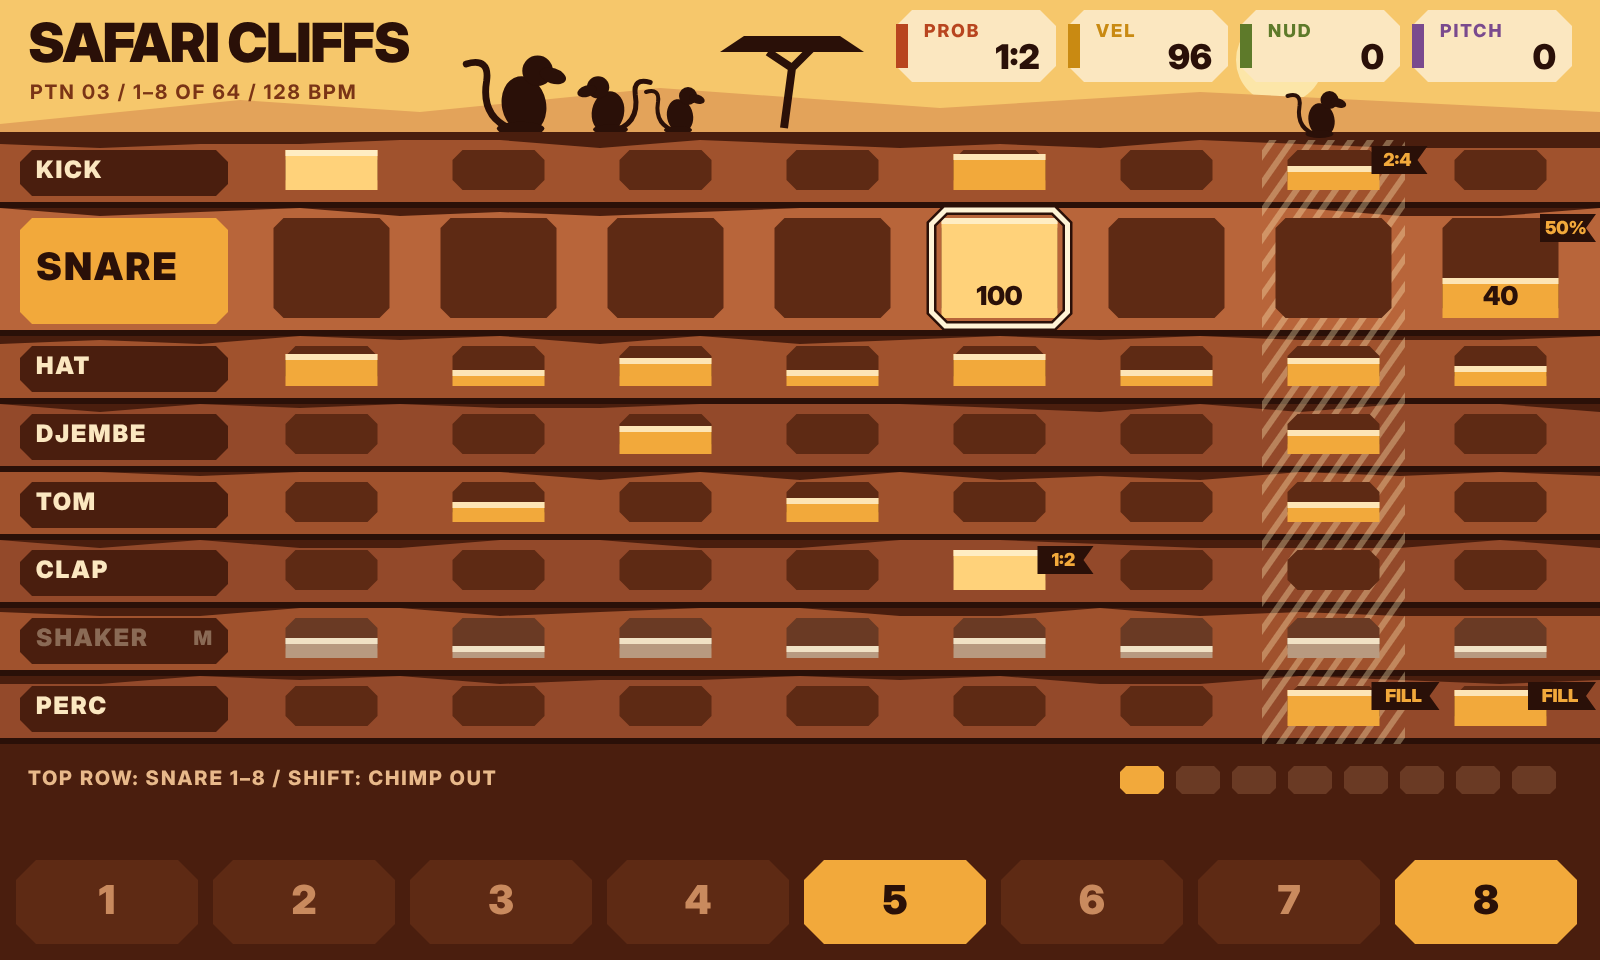 SAFARI CLIFFS
PTN 03 / 1–8 OF 64 / 128 BPM
PROB
1:2
VEL
96
NUD
0
PITCH
0
KICK
2:4
SNARE
100
40
50%
HAT
DJEMBE
TOM
CLAP
1:2
SHAKER M
PERC
FILL
FILL
TOP ROW: SNARE 1–8 / SHIFT: CHIMP OUT
1 2 3 4 5 6 7 8